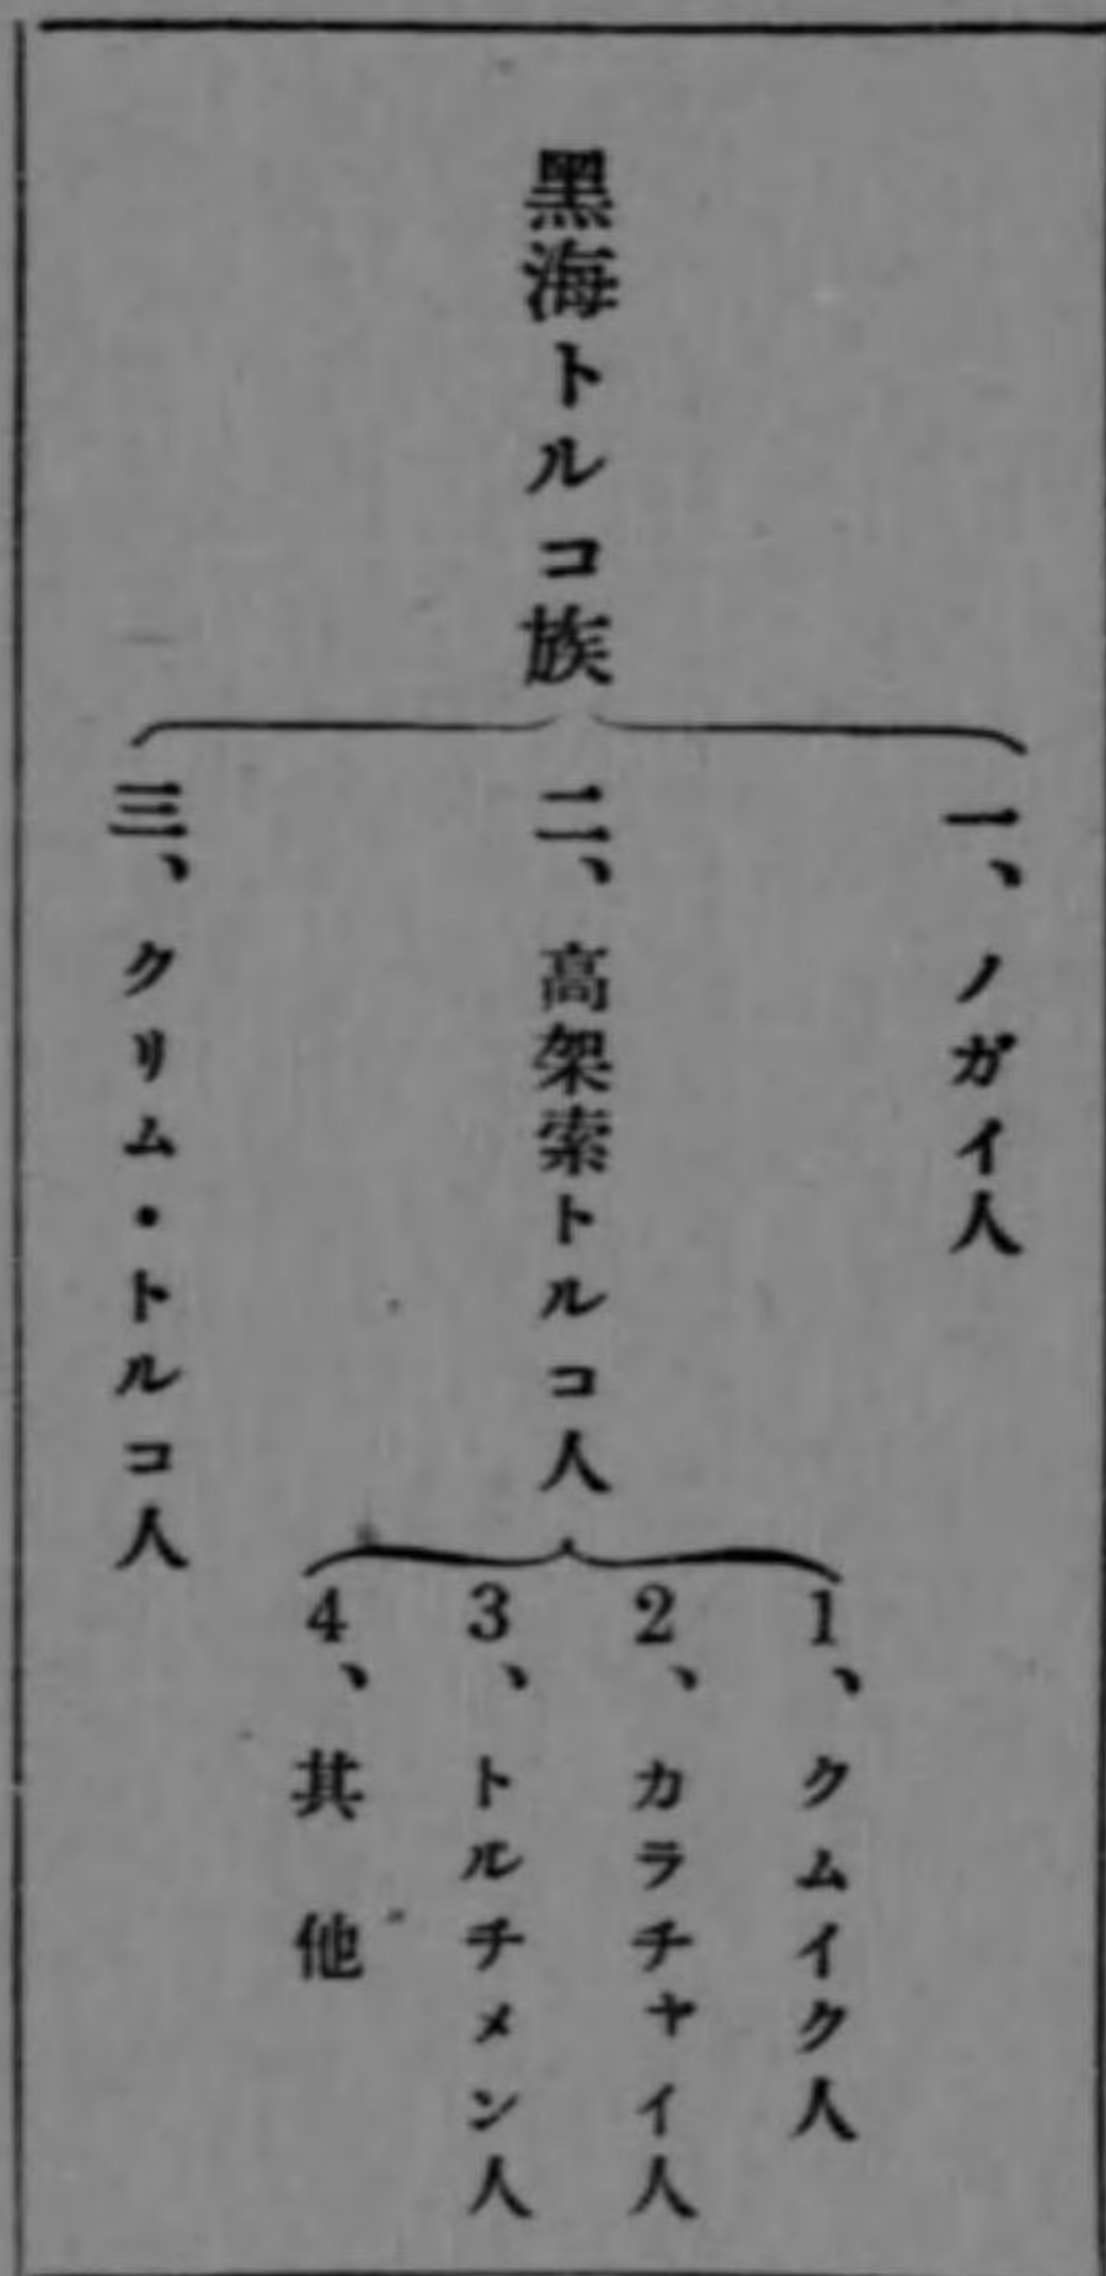 黑海トルコ族
一、ノガイ人
二、高架索トルコ人
1、クムイク人
2、カラチヤイ人
3、トルチメン人
4、其他
三、クリム・トルコ人